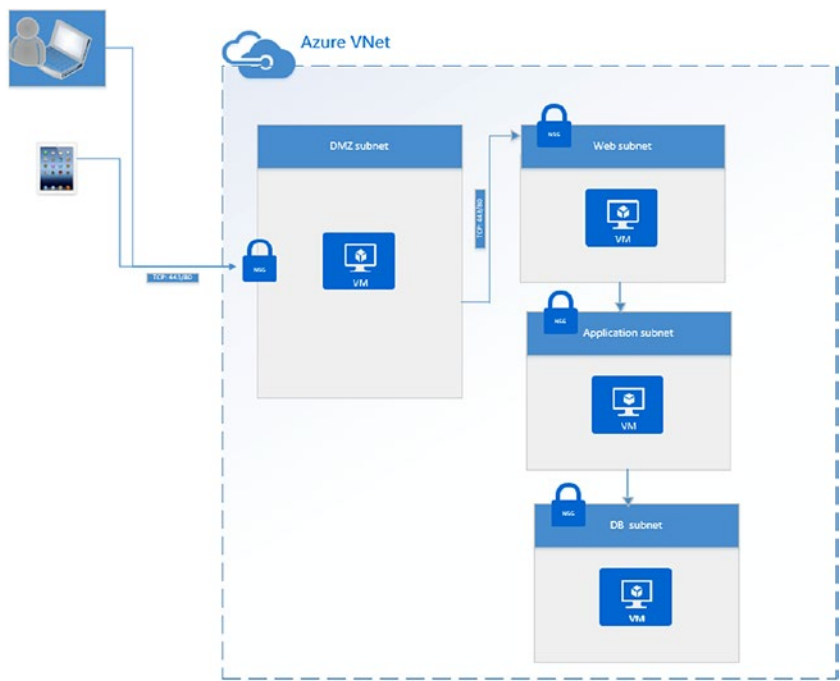 Azure VNet
DMZ subnet
VM
NSG
TCP: 443/80
TCP: 443/80
NSG
Web subnet
VM
NSG
Application subnet
VM
NSG
DB subnet
VM